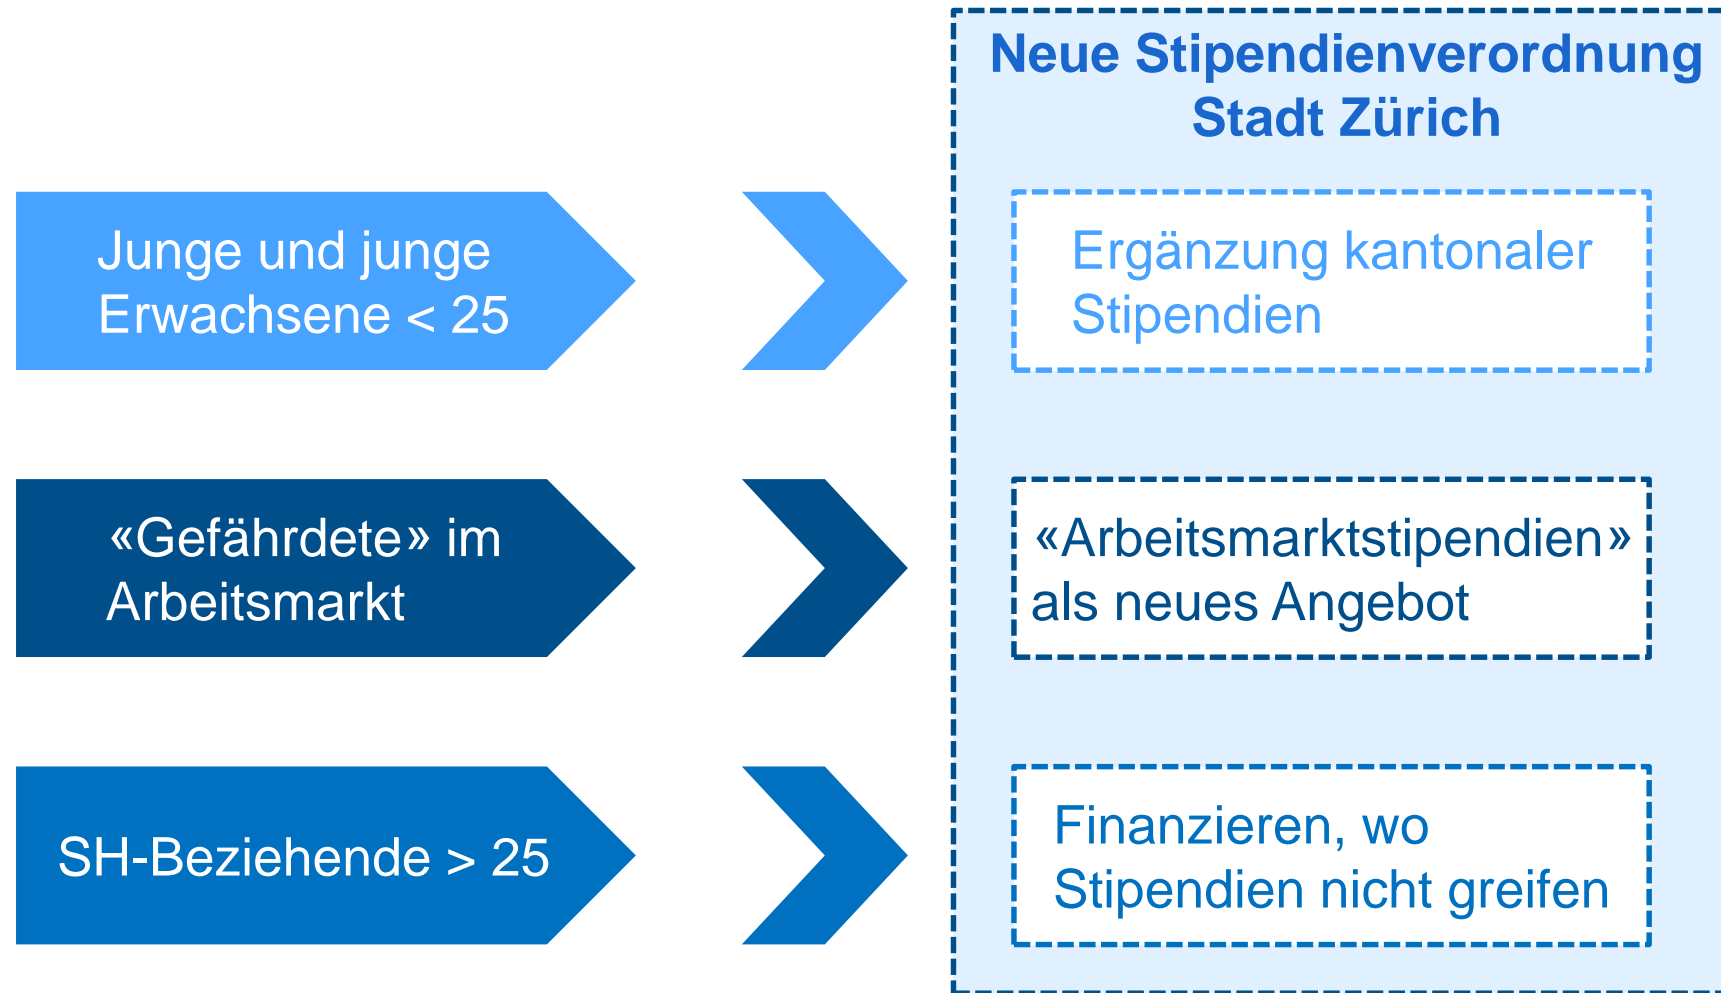 Neue Stipendienverordnung
Stadt Zürich
Junge und junge
Erwachsene < 25
Ergänzung kantonaler
Stipendien
«Gefährdete» im
Arbeitsmarkt
«Arbeitsmarktstipendien»
als neues Angebot
SH-Beziehende > 25
Finanzieren, wo
Stipendien nicht greifen